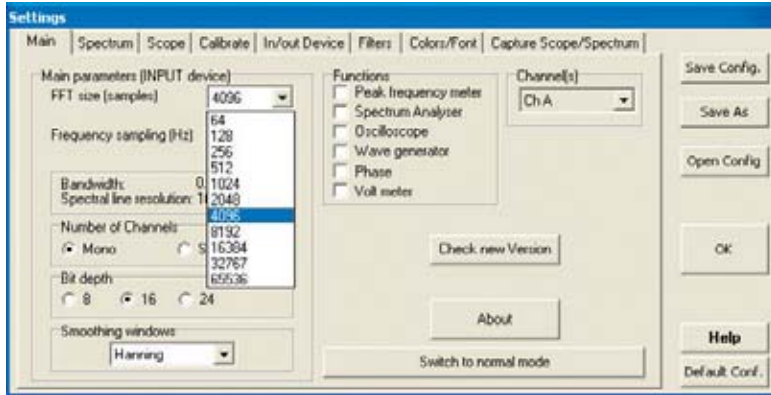 Settings
Main Spectrum Scope Calibrate In/out Device Filters Colors/Font Capture Scope/Spectrum
Main parameters (INPUT device)
FFT size (samples) 4096
64
128
256
512
1024
2048
4096
8192
16384
32767
65536
Frequency sampling (Hz)
Bandwidth: 0.
Spectral line resolution:
Number of Channels
Mono S
Bit depth
8 16 24
Smoothing windows
Hanning
Functions
Peak frequency meter
Spectrum Analyser
Oscilloscope
Wave generator
Phase
Volt meter
Channel(s)
Ch A
Check new Version
About
Switch to normal mode
Save Config.
Save As
Open Config
OK
Help
Default Conf.